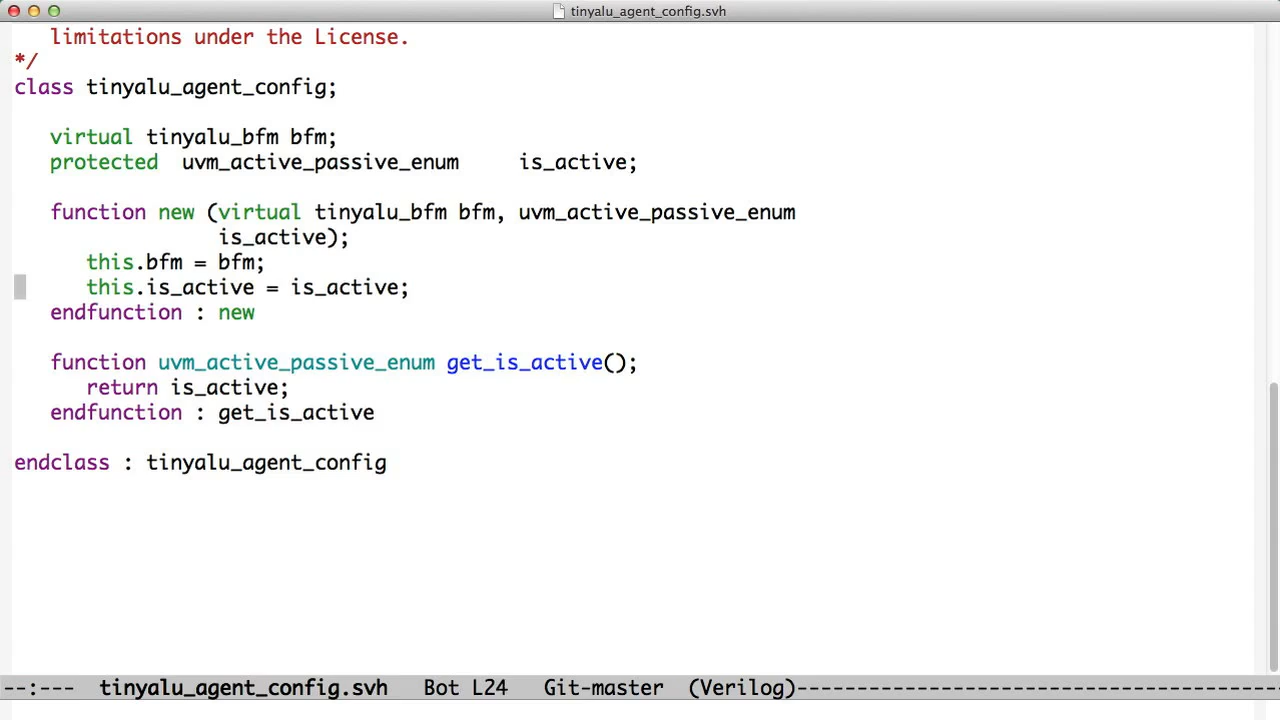 tinyalu_agent_config.svh
limitations under the License.
*/
class tinyalu_agent_config;
virtual tinyalu_bfm bfm;
protected  uvm_active_passive_enum     is_active;
function new (virtual tinyalu_bfm bfm, uvm_active_passive_enum
is_active);
this.bfm = bfm;
this.is_active = is_active;
endfunction : new
function uvm_active_passive_enum get_is_active();
return is_active;
endfunction : get_is_active
endclass : tinyalu_agent_config
--:---  tinyalu_agent_config.svh   Bot L24   Git-master  (Verilog)----------------------------------------